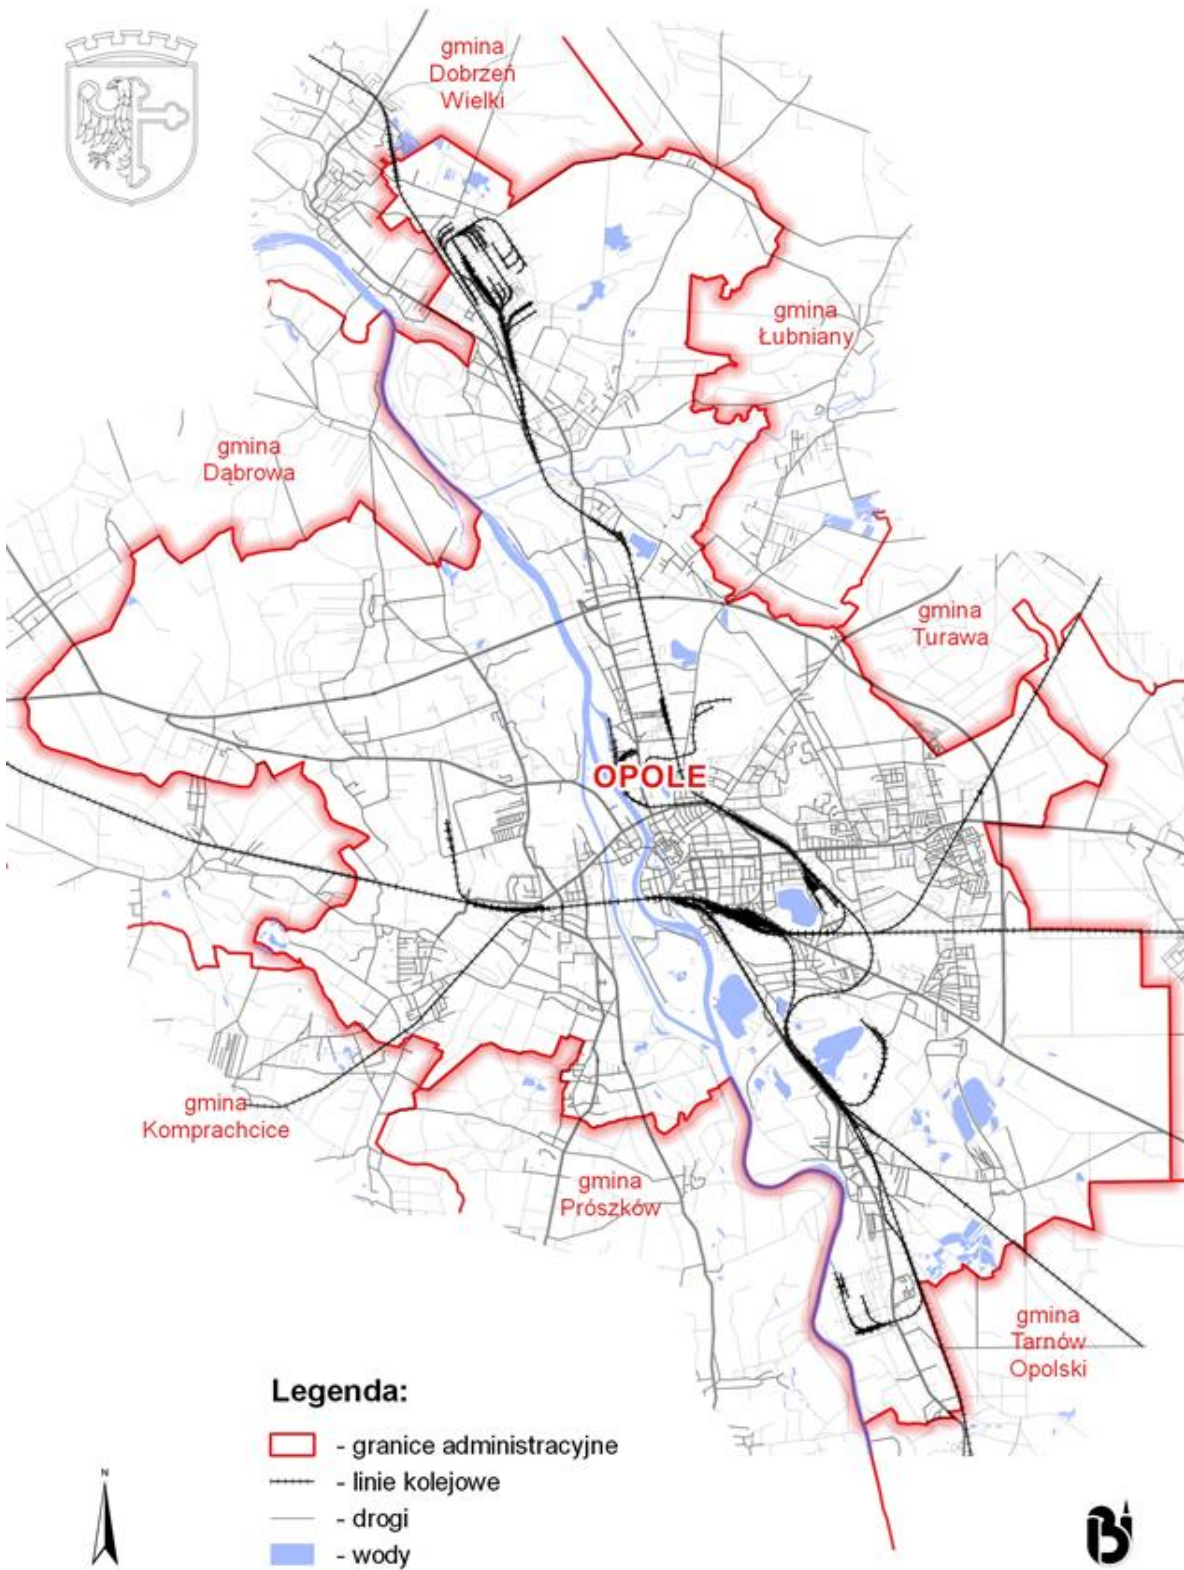 gmina
Dobrzeń
Wielki
gmina
Łubniany
gmina
Dąbrowa
gmina
Turawa
OPOLE
gmina
Komprachcice
gmina
Prószków
gmina
Tarnów
Opolski
Legenda:
- granice administracyjne
- linie kolejowe
- drogi
- wody
N